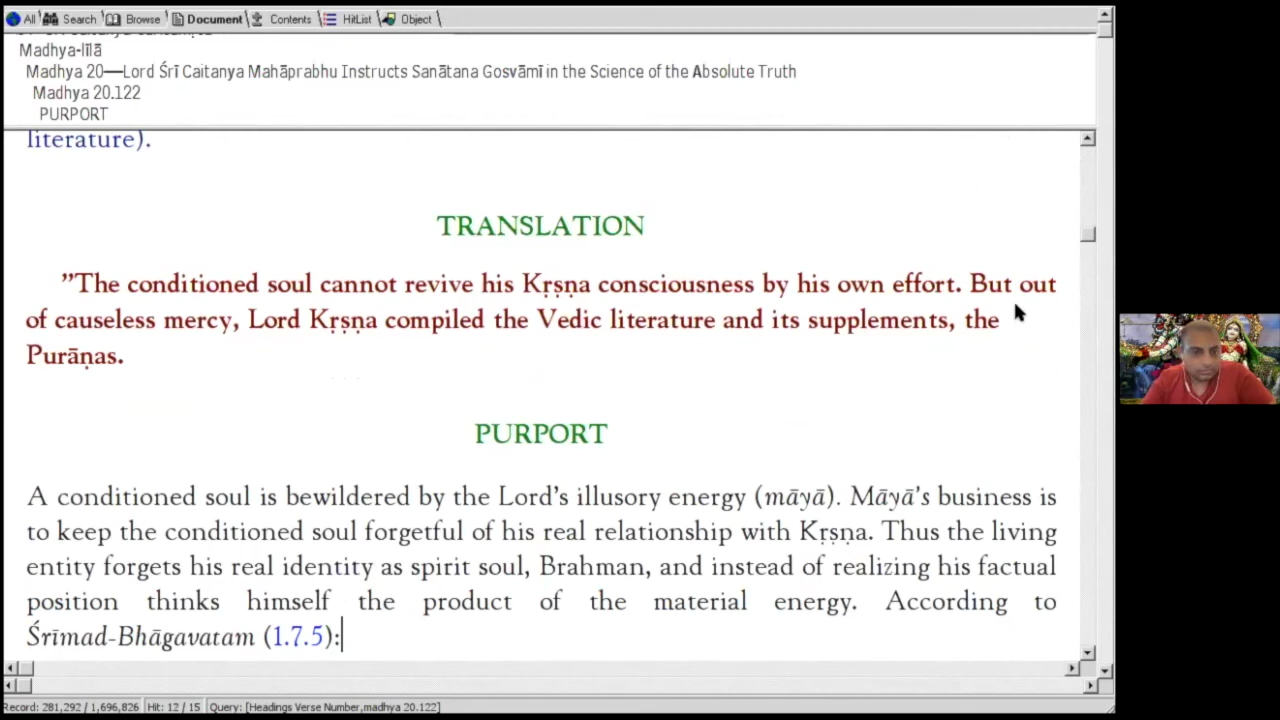 All Search Browse Document Contents HitList Object
Madhya-līlā
Madhya 20—Lord Śrī Caitanya Mahāprabhu Instructs Sanātana Gosvāmī in the Science of the Absolute Truth
Madhya 20.122
PURPORT
literature).
TRANSLATION
"The conditioned soul cannot revive his Kṛṣṇa consciousness by his own effort. But out
of causeless mercy, Lord Kṛṣṇa compiled the Vedic literature and its supplements, the
Purāṇas.
PURPORT
A conditioned soul is bewildered by the Lord’s illusory energy (māyā). Māyā’s business is
to keep the conditioned soul forgetful of his real relationship with Kṛṣṇa. Thus the living
entity forgets his real identity as spirit soul, Brahman, and instead of realizing his factual
position thinks himself the product of the material energy. According to
Śrīmad-Bhāgavatam (1.7.5):
Record: 281,292 / 1,696,826 Hit: 12 / 15 Query: [Headings Verse Number,madhya 20.122]